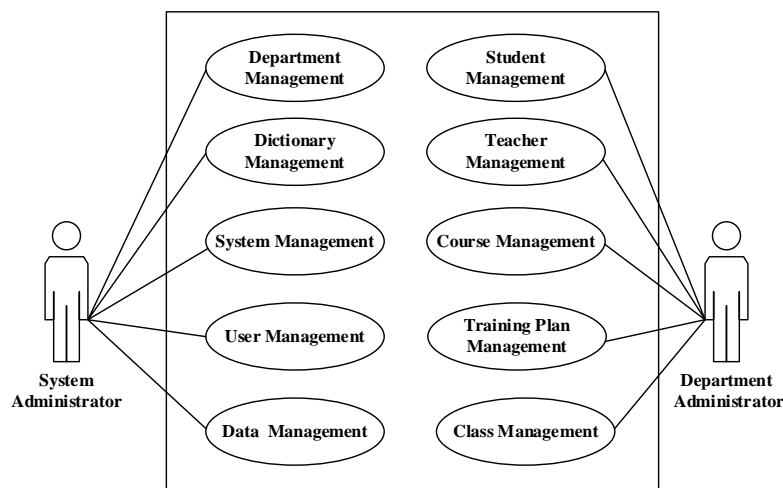 Department
Management
Student
Management
Dictionary
Management
Teacher
Management
System Management
Course Management
User Management
Training Plan
Management
System
Administrator
Department
Administrator
Data  Management
Class Management